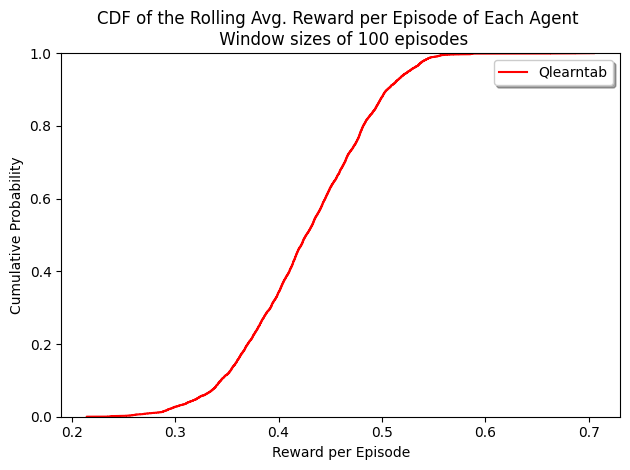 CDF of the Rolling Avg. Reward per Episode of Each Agent
Window sizes of 100 episodes
1.0
Qlearntab
0.8
0.6
Cumulative Probability
0.4
0.2
0.0
0.2 0.3 0.4 0.5 0.6 0.7
Reward per Episode